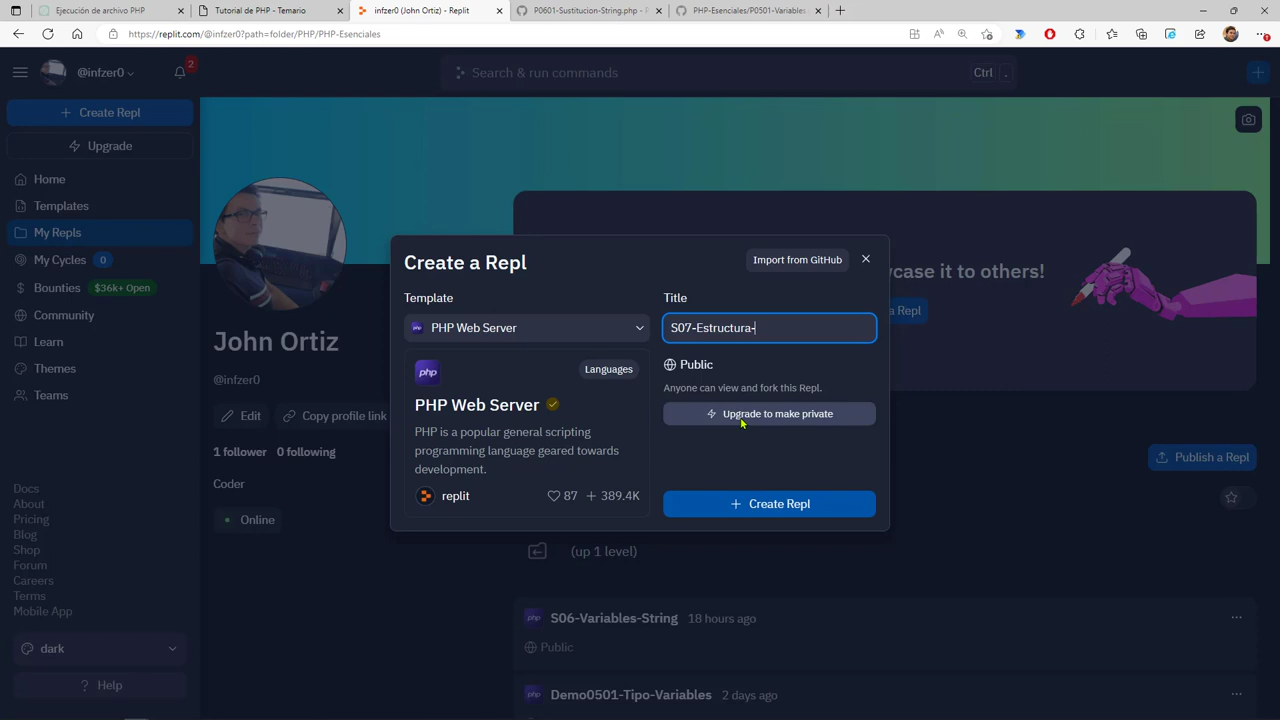 Ejecución de archivo PHP
Tutorial de PHP - Temario
infzer0 (John Ortiz) - Replit
P0601-Sustitucion-String.php ·
PHP-Esenciales/P0501-Variables
https://replit.com/@infzer0?path=folder/PHP/PHP-Esenciales
@infzer0
2
Search & run commands
Ctrl .
Create Repl
Upgrade
Home
Templates
My Repls
My Cycles 0
Bounties $36k+ Open
Community
Learn
Themes
Teams
Docs
About
Pricing
Blog
Shop
Forum
Careers
Terms
Mobile App
dark
? Help
John Ortiz
@infzer0
Edit
Copy profile link
1 follower 0 following
Coder
Online
case it to others!
a Repl
Publish a Repl
Create a Repl
Import from GitHub
Template
PHP Web Server
php
Languages
PHP Web Server
PHP is a popular general scripting
programming language geared towards
development.
replit
87
+ 389.4K
Title
S07-Estructura-
Public
Anyone can view and fork this Repl.
Upgrade to make private
+ Create Repl
(up 1 level)
php S06-Variables-String 18 hours ago
Public
php Demo0501-Tipo-Variables 2 days ago